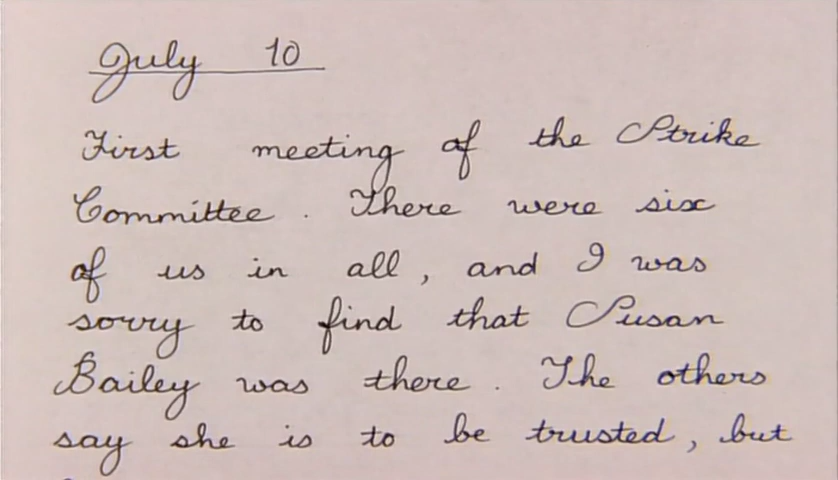 July 10
First meeting of the Strike
Committee. There were six
of us in all, and I was
sorry to find that Susan
Bailey was there. The others
say she is to be trusted, but